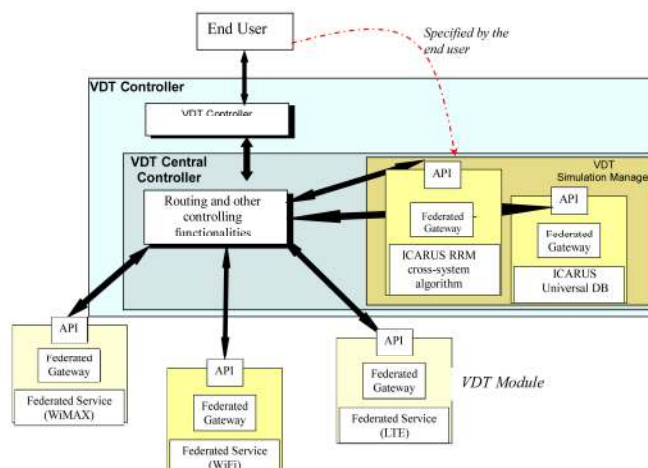 End User
Specified by the
end user
VDT Controller
VDT Controller
VDT Central
Controller
VDT
Simulation Manage
API
API
Routing and other
controlling
functionalities
Federated
Gateway
Federated
Gateway
ICARUS RRM
cross-system
algorithm
ICARUS
Universal DB
API
API
API
Federated
Gateway
Federated
Gateway
Federated
Gateway
VDT Module
Federated Service
(WiMAX)
Federated Service
(WiFi)
Federated Service
(LTE)